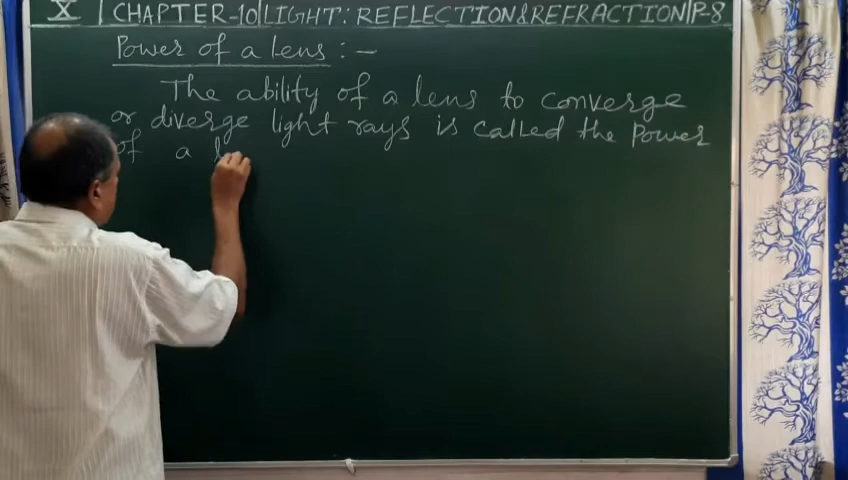 X | CHAPTER-10|LIGHT: REFLECTION&REFRACTION|P-8
Power of a lens :-
The ability of a lens to converge
or diverge light rays is called the Power
of a l